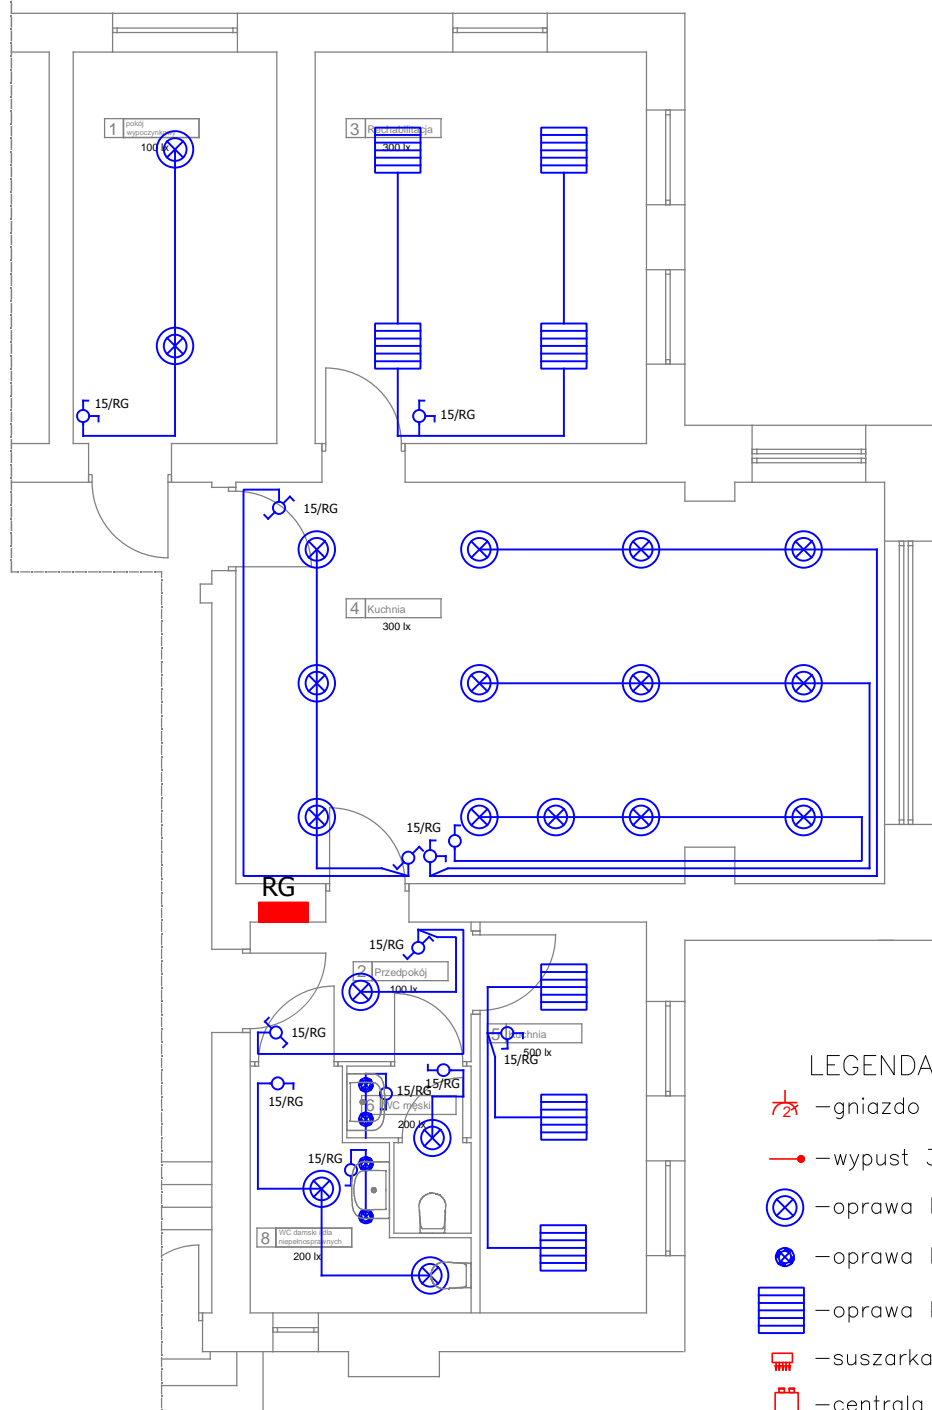 1 pokój
wypoczynkowy
100 lx
3 Rechabilitacja
300 lx
15/RG
15/RG
15/RG
4 Kuchnia
300 lx
15/RG
RG
15/RG
2 Przedpokój
100 lx
15/RG
5 Kuchnia
500 lx
15/RG
15/RG
15/RG
15/RG
6 WC męski
200 lx
15/RG
8 WC damski i dla
niepełnosprawnych
200 lx
LEGENDA
2 -gniazdo
-wypust
-oprawa
-oprawa
-oprawa
-suszarka
-centrala